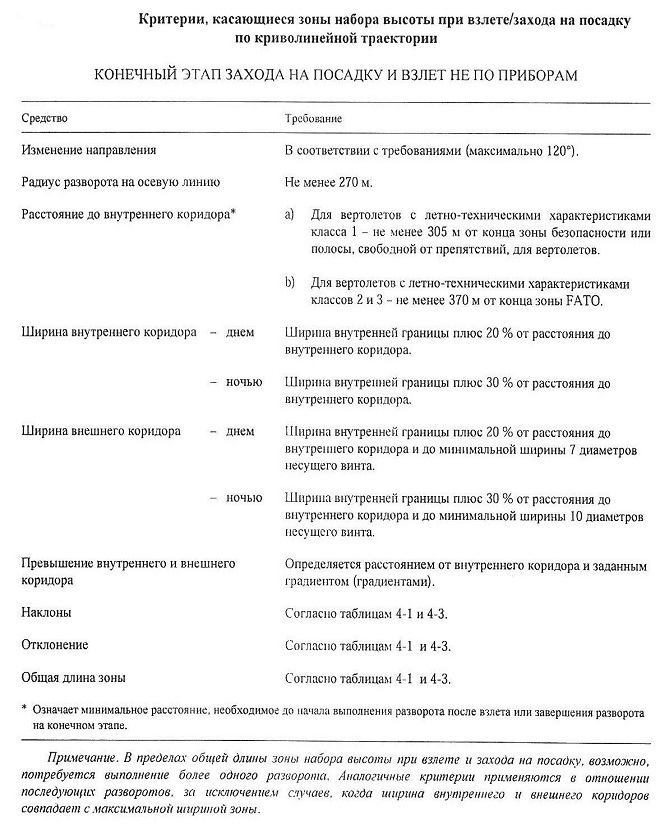 Критерии, касающиеся зоны набора высоты при взлете/захода на посадку
по криволинейной траектории
КОНЕЧНЫЙ ЭТАП ЗАХОДА НА ПОСАДКУ И ВЗЛЕТ НЕ ПО ПРИБОРАМ
Средство Требование
Изменение направления В соответствии с требованиями (максимально 120°).
Радиус разворота на осевую линию Не менее 270 м.
Расстояние до внутреннего коридора* a) Для вертолетов с летно-техническими характеристиками
класса 1 – не менее 305 м от конца зоны безопасности или
полосы, свободной от препятствий, для вертолетов.
b) Для вертолетов с летно-техническими характеристиками
классов 2 и 3 – не менее 370 м от конца зоны FATO.
Ширина внутреннего коридора – днем Ширина внутренней границы плюс 20 % от расстояния до
внутреннего коридора.
– ночью Ширина внутренней границы плюс 30 % от расстояния до
внутреннего коридора.
Ширина внешнего коридора – днем Ширина внутренней границы плюс 20 % от расстояния до
внутреннего коридора и до минимальной ширины 7 диаметров
несущего винта.
– ночью Ширина внутренней границы плюс 30 % от расстояния до
внутреннего коридора и до минимальной ширины 10 диаметров
несущего винта.
Превышение внутреннего и внешнего Определяется расстоянием от внутреннего коридора и заданным
коридора градиентом (градиентами).
Наклоны Согласно таблицам 4-1 и 4-3.
Отклонение Согласно таблицам 4-1 и 4-3.
Общая длина зоны Согласно таблицам 4-1 и 4-3.
* Означает минимальное расстояние, необходимое до начала выполнения разворота после взлета или завершения разворота
на конечном этапе.
Примечание. В пределах общей длины зоны набора высоты при взлете и захода на посадку, возможно,
потребуется выполнение более одного разворота. Аналогичные критерии применяются в отношении
последующих разворотов, за исключением случаев, когда ширина внутреннего и внешнего коридоров
совпадает с максимальной шириной зоны.